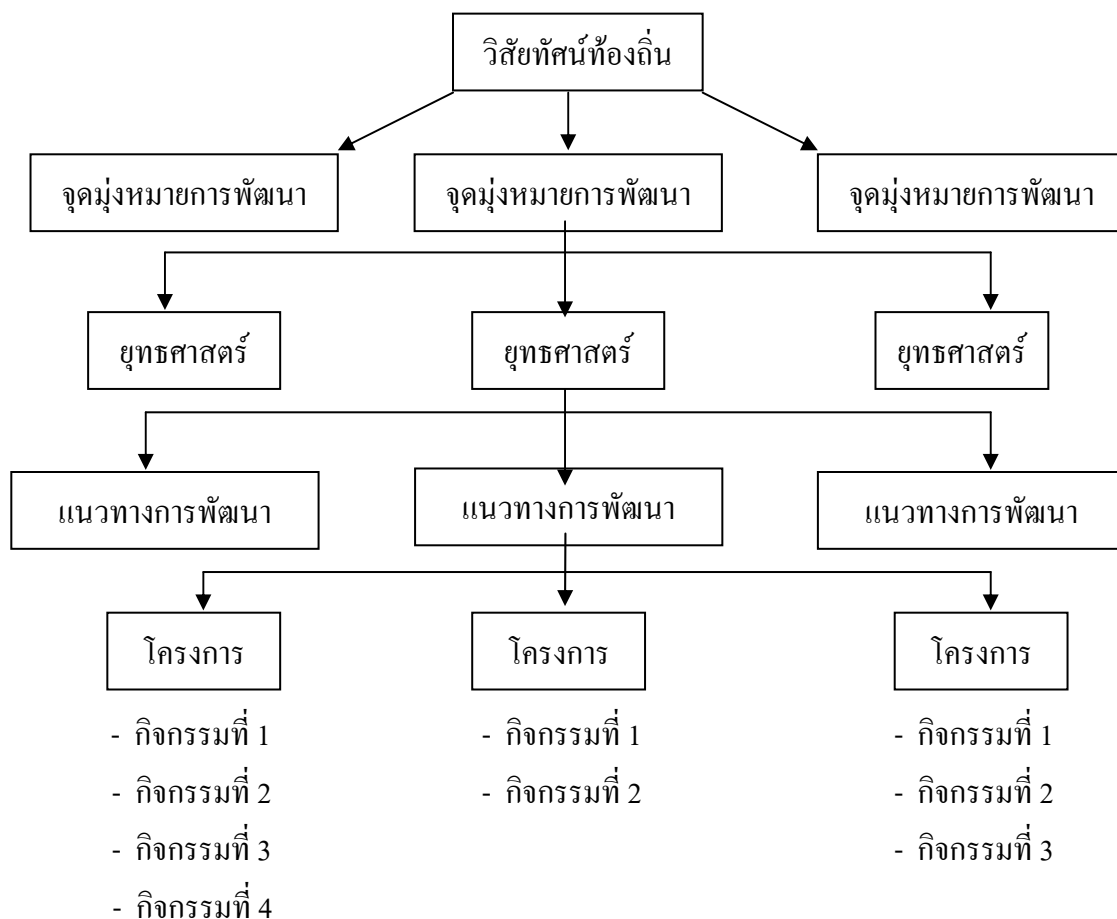 วิสัยทัศน์ท้องถิ่น
จุดมุ่งหมายการพัฒนา
จุดมุ่งหมายการพัฒนา
จุดมุ่งหมายการพัฒนา
ยุทธศาสตร์
ยุทธศาสตร์
ยุทธศาสตร์
แนวทางการพัฒนา
แนวทางการพัฒนา
แนวทางการพัฒนา
โครงการ
โครงการ
โครงการ
- กิจกรรมที่ 1
- กิจกรรมที่ 2
- กิจกรรมที่ 3
- กิจกรรมที่ 4
- กิจกรรมที่ 1
- กิจกรรมที่ 2
- กิจกรรมที่ 1
- กิจกรรมที่ 2
- กิจกรรมที่ 3